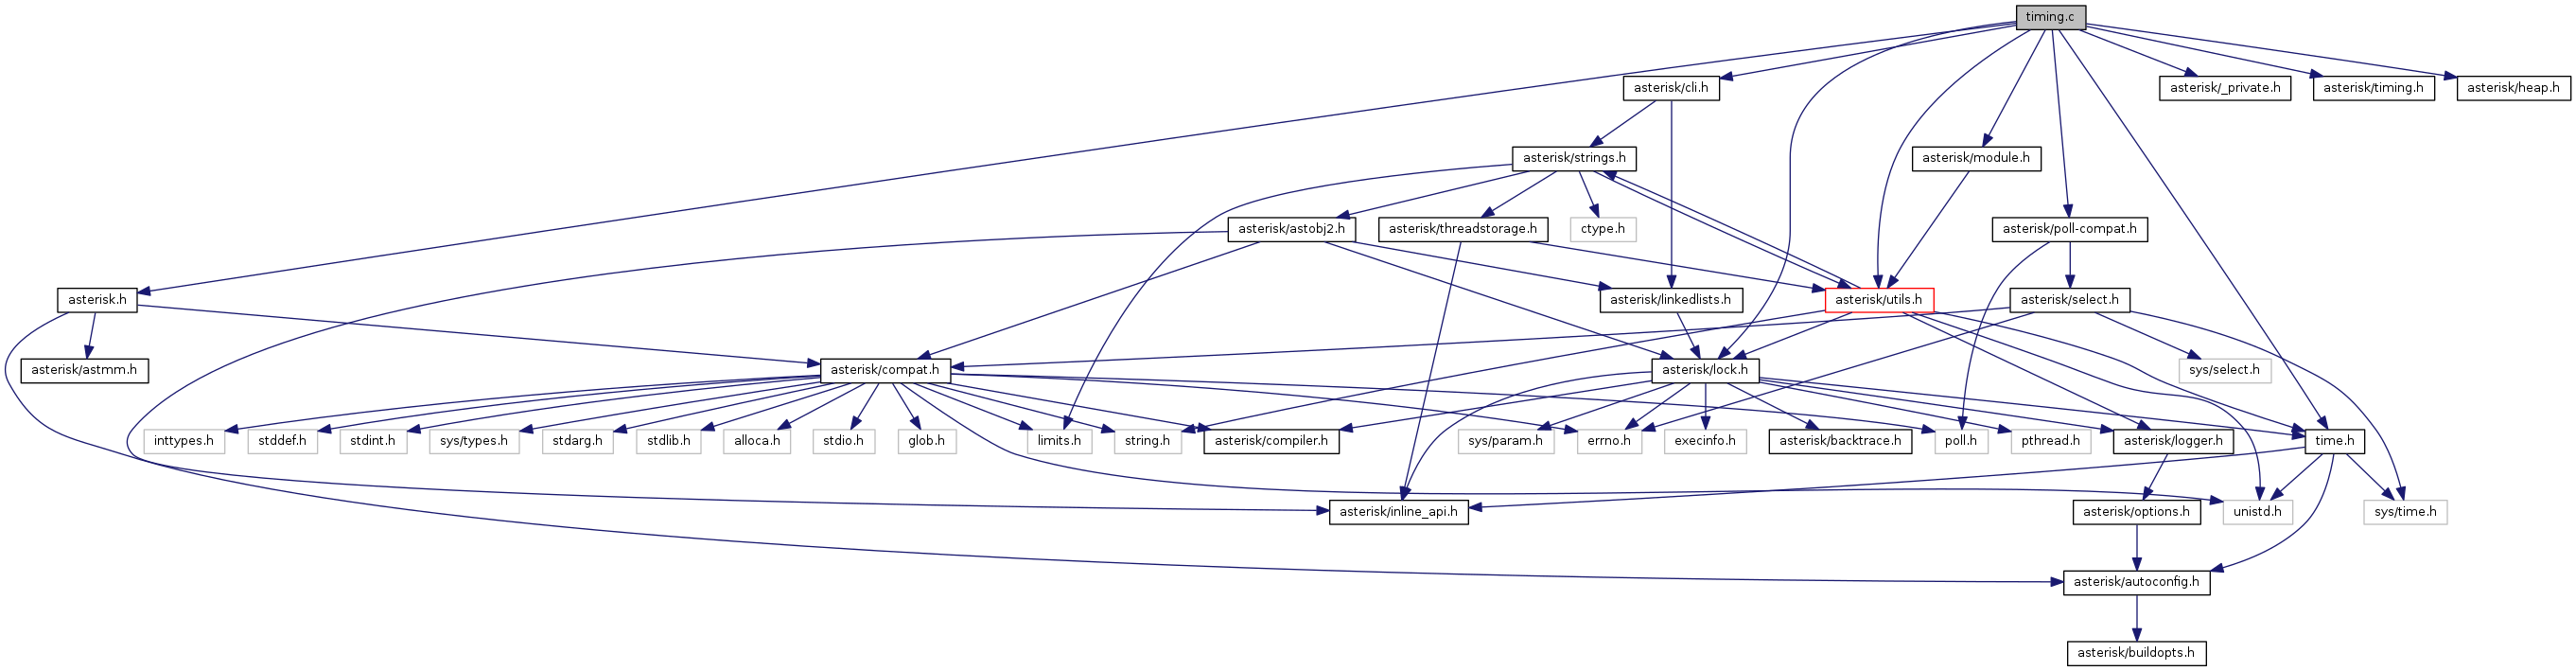 timing.c
asterisk/cli.h
asterisk/_private.h
asterisk/timing.h
asterisk/heap.h
asterisk/strings.h
asterisk/module.h
asterisk/astobj2.h
asterisk/threadstorage.h
ctype.h
asterisk/poll-compat.h
asterisk.h
asterisk/linkedlists.h
asterisk/utils.h
asterisk/select.h
asterisk/astmm.h
asterisk/compat.h
asterisk/lock.h
sys/select.h
inttypes.h
stddef.h
stdint.h
sys/types.h
stdarg.h
stdlib.h
alloca.h
stdio.h
glob.h
limits.h
string.h
asterisk/compiler.h
sys/param.h
errno.h
execinfo.h
asterisk/backtrace.h
poll.h
pthread.h
asterisk/logger.h
time.h
asterisk/inline_api.h
asterisk/options.h
unistd.h
sys/time.h
asterisk/autoconfig.h
asterisk/buildopts.h